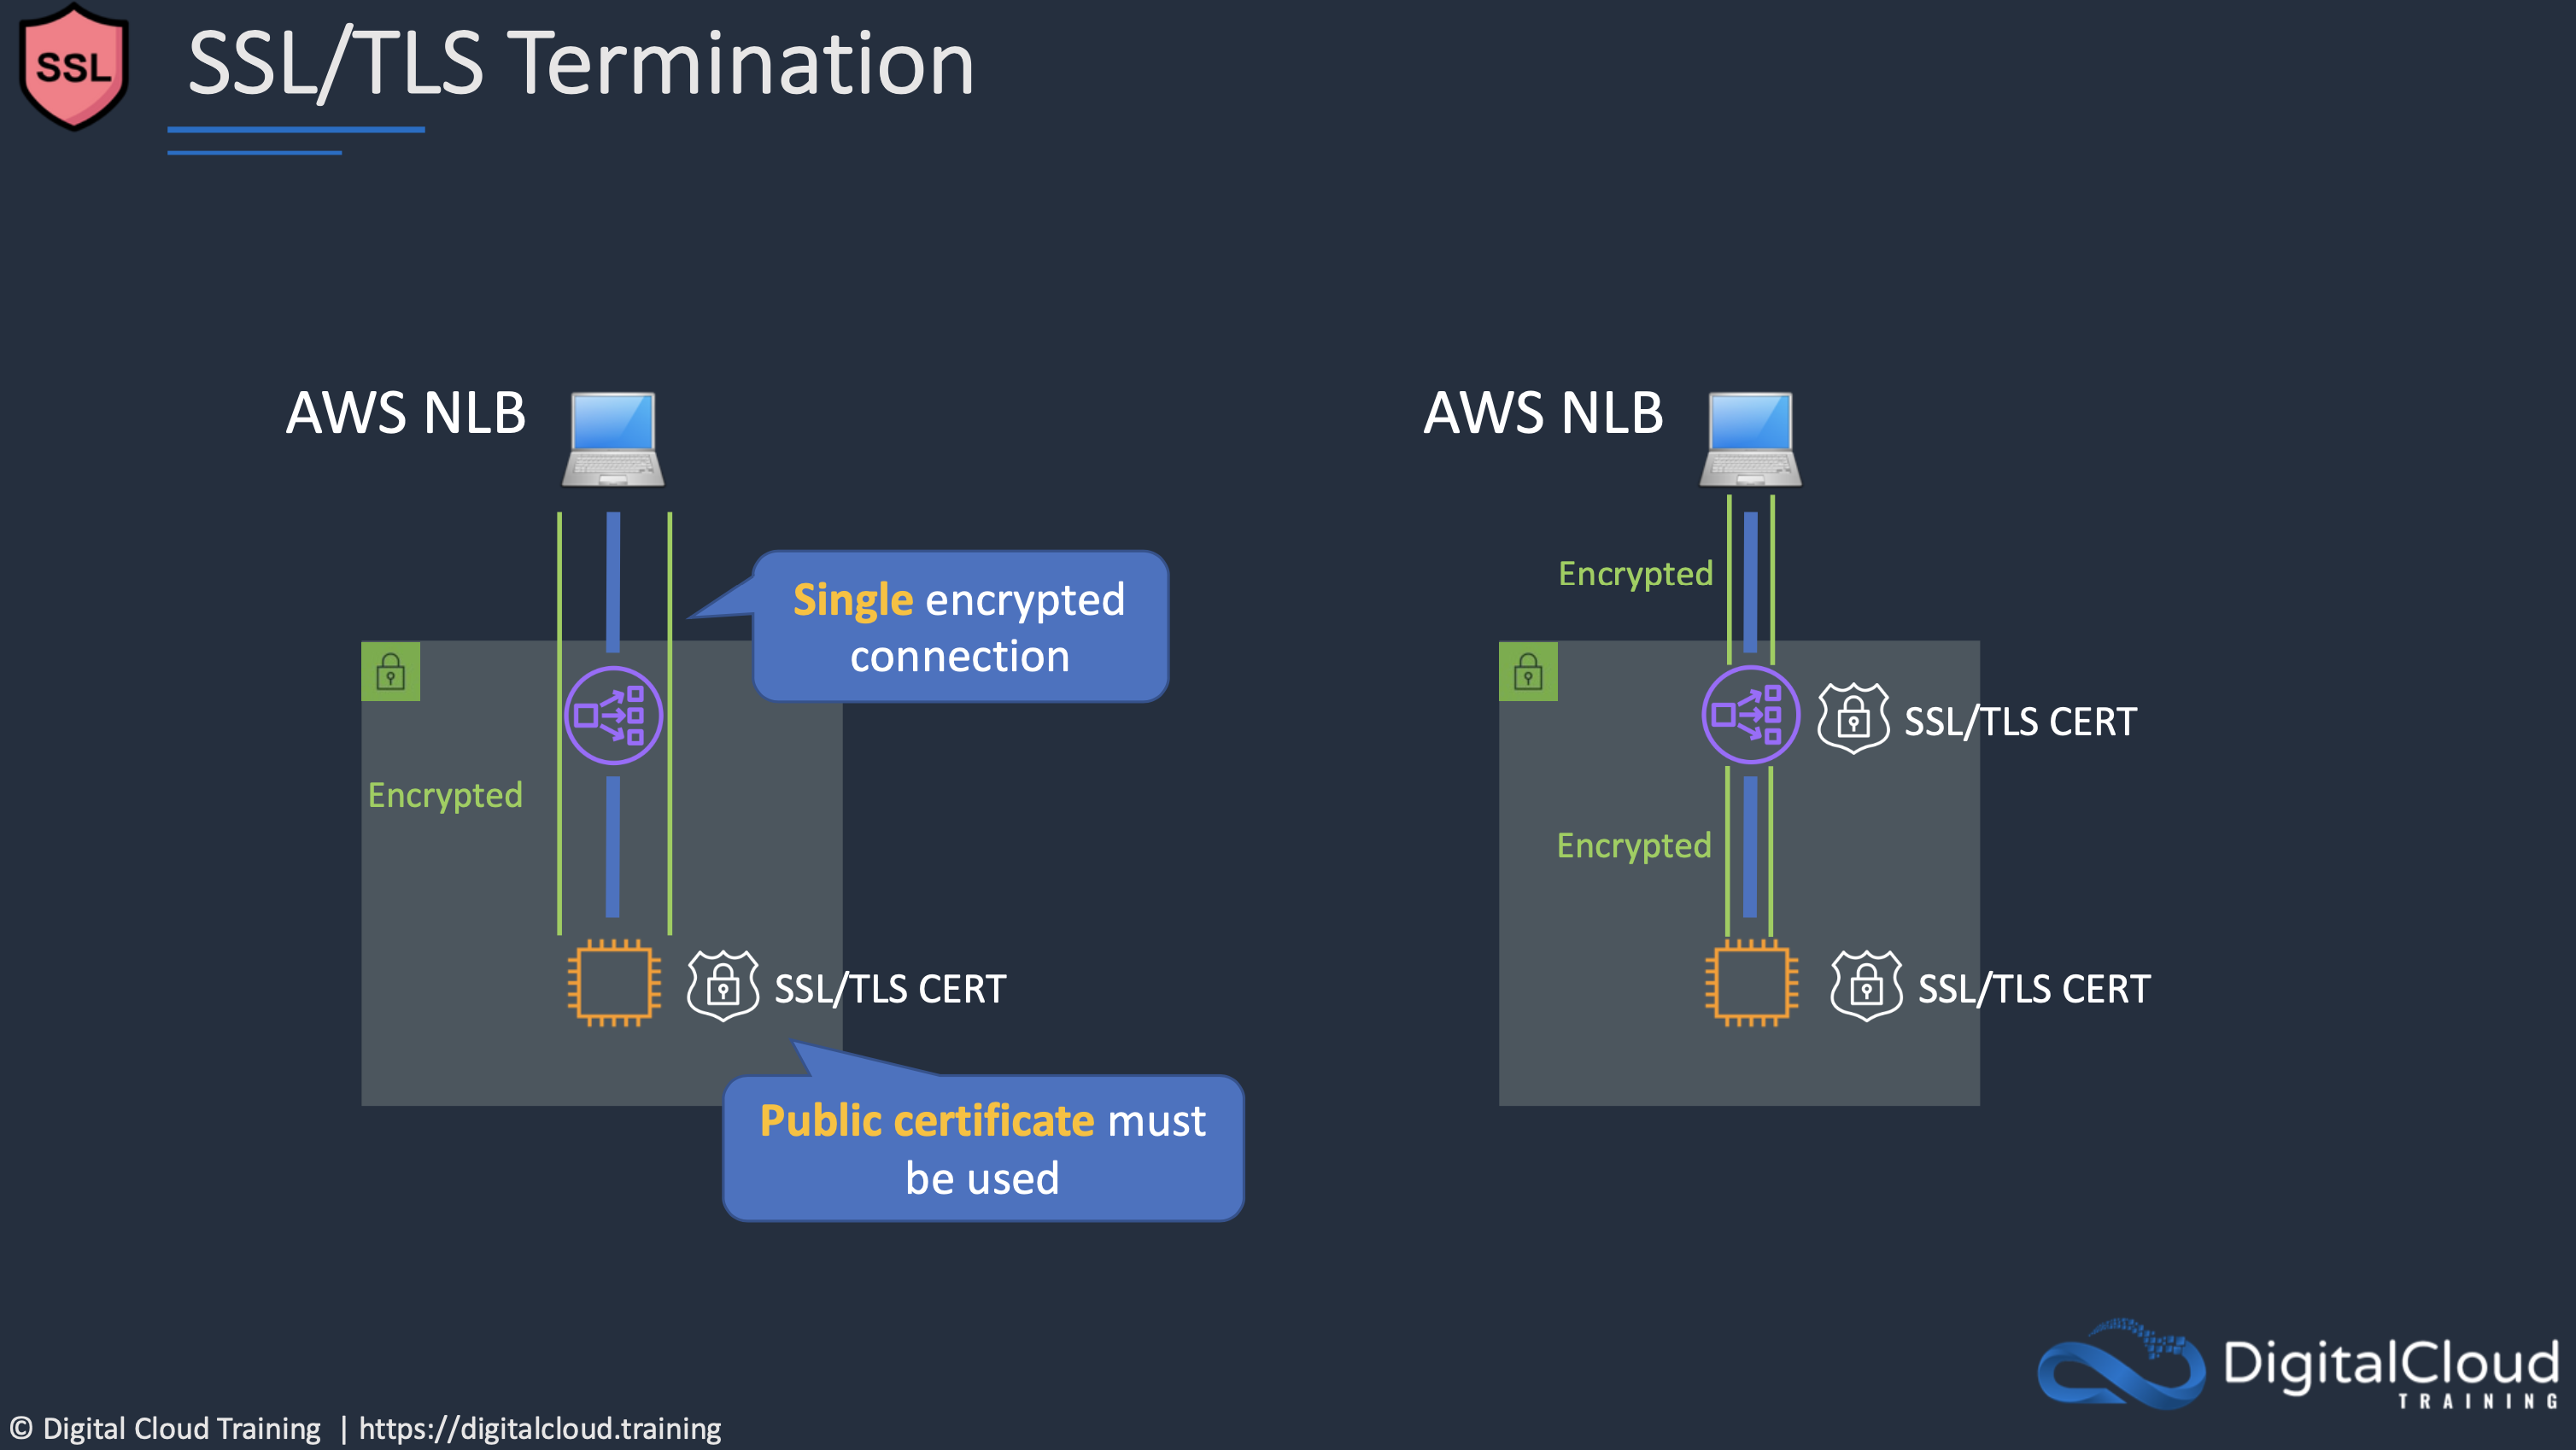 SSL
SSL/TLS Termination
AWS NLB
Single encrypted
connection
Encrypted
SSL/TLS CERT
Public certificate must
be used
AWS NLB
Encrypted
SSL/TLS CERT
Encrypted
SSL/TLS CERT
DigitalCloud
TRAINING
© Digital Cloud Training | https://digitalcloud.training